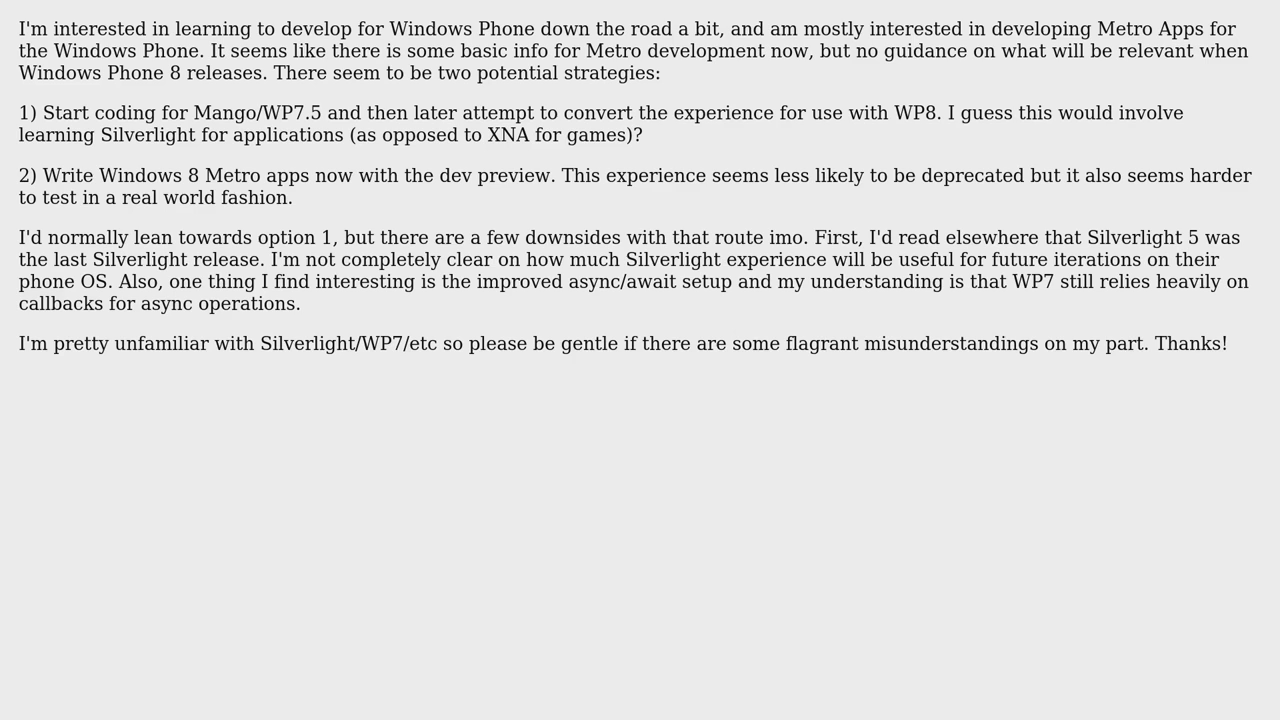 I'm interested in learning to develop for Windows Phone down the road a bit, and am mostly interested in developing Metro Apps for
the Windows Phone. It seems like there is some basic info for Metro development now, but no guidance on what will be relevant when
Windows Phone 8 releases. There seem to be two potential strategies:
1) Start coding for Mango/WP7.5 and then later attempt to convert the experience for use with WP8. I guess this would involve
learning Silverlight for applications (as opposed to XNA for games)?
2) Write Windows 8 Metro apps now with the dev preview. This experience seems less likely to be deprecated but it also seems harder
to test in a real world fashion.
I'd normally lean towards option 1, but there are a few downsides with that route imo. First, I'd read elsewhere that Silverlight 5 was
the last Silverlight release. I'm not completely clear on how much Silverlight experience will be useful for future iterations on their
phone OS. Also, one thing I find interesting is the improved async/await setup and my understanding is that WP7 still relies heavily on
callbacks for async operations.
I'm pretty unfamiliar with Silverlight/WP7/etc so please be gentle if there are some flagrant misunderstandings on my part. Thanks!